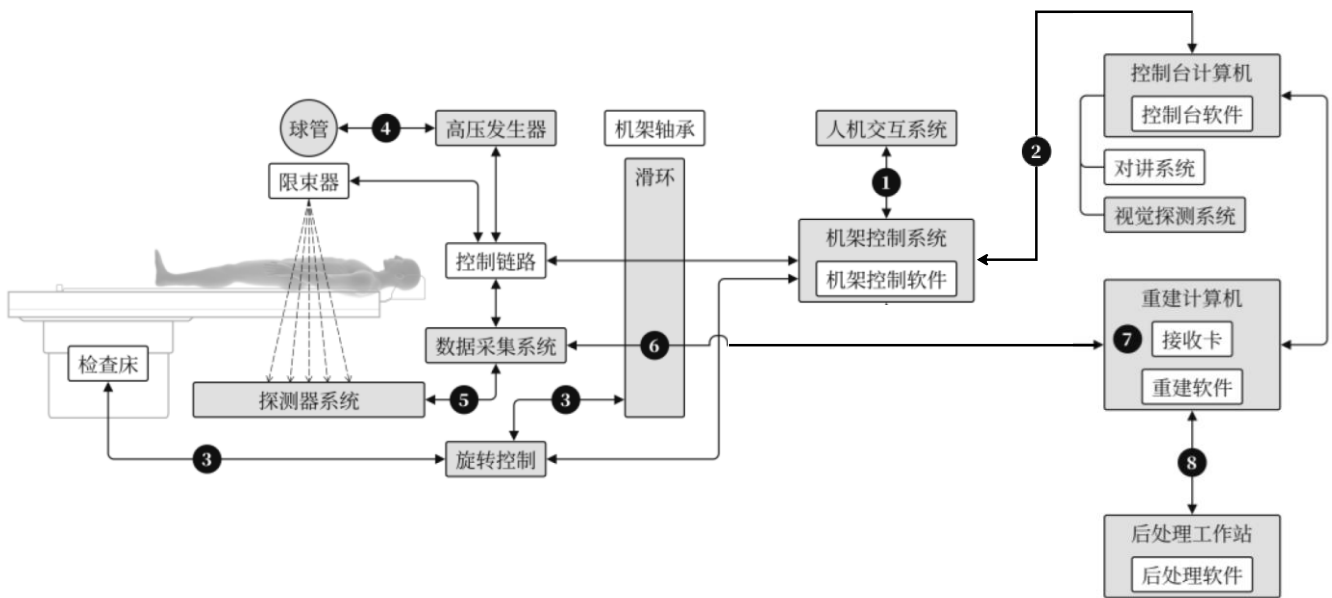 控制台计算机
控制台软件
对讲系统
视觉探测系统
球管
4
高压发生器
机架轴承
人机交互系统
2
限束器
滑环
1
机架控制系统
机架控制软件
控制链路
重建计算机
7
接收卡
重建软件
数据采集系统
6
检查床
探测器系统
5
3
3
旋转控制
8
后处理工作站
后处理软件